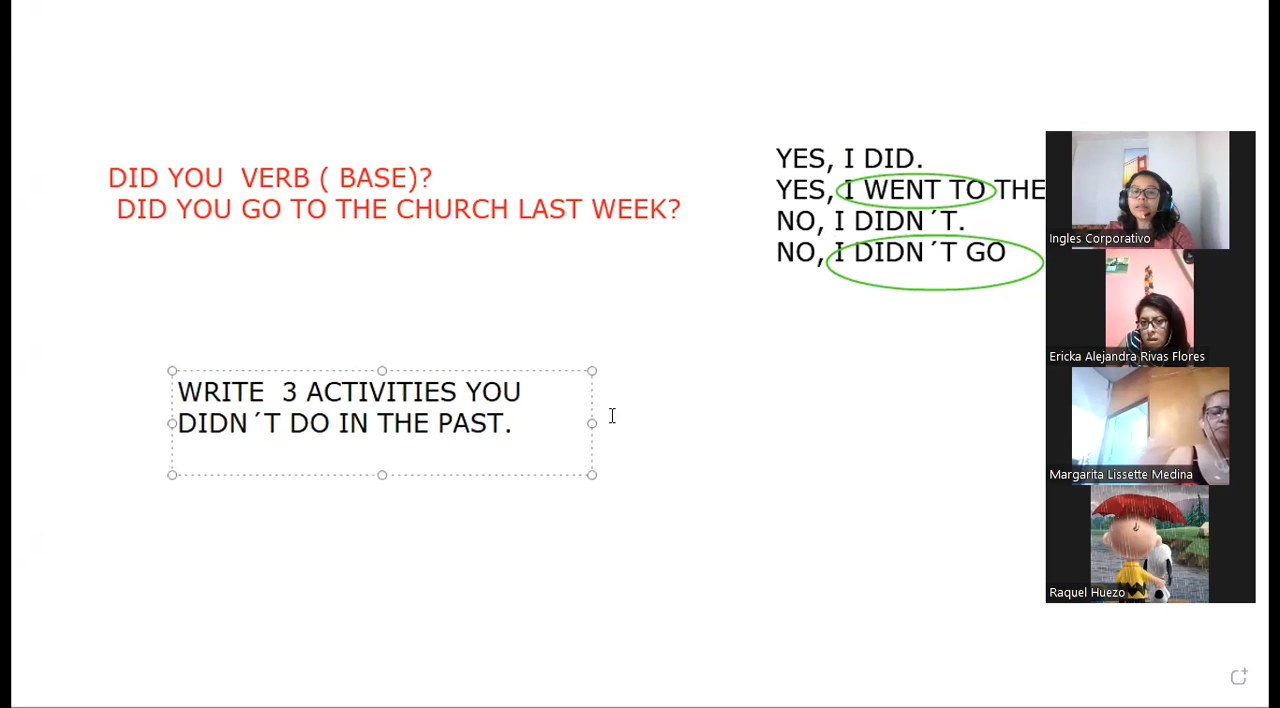 DID YOU  VERB ( BASE)?
DID YOU GO TO THE CHURCH LAST WEEK?
YES, I DID.
YES, I WENT TO THE
NO, I DIDN´T.
NO, I DIDN´T GO
WRITE  3 ACTIVITIES YOU
DIDN´T DO IN THE PAST.
Ingles Corporativo
Ericka Alejandra Rivas Flores
Margarita Lissette Medina
Raquel Huezo